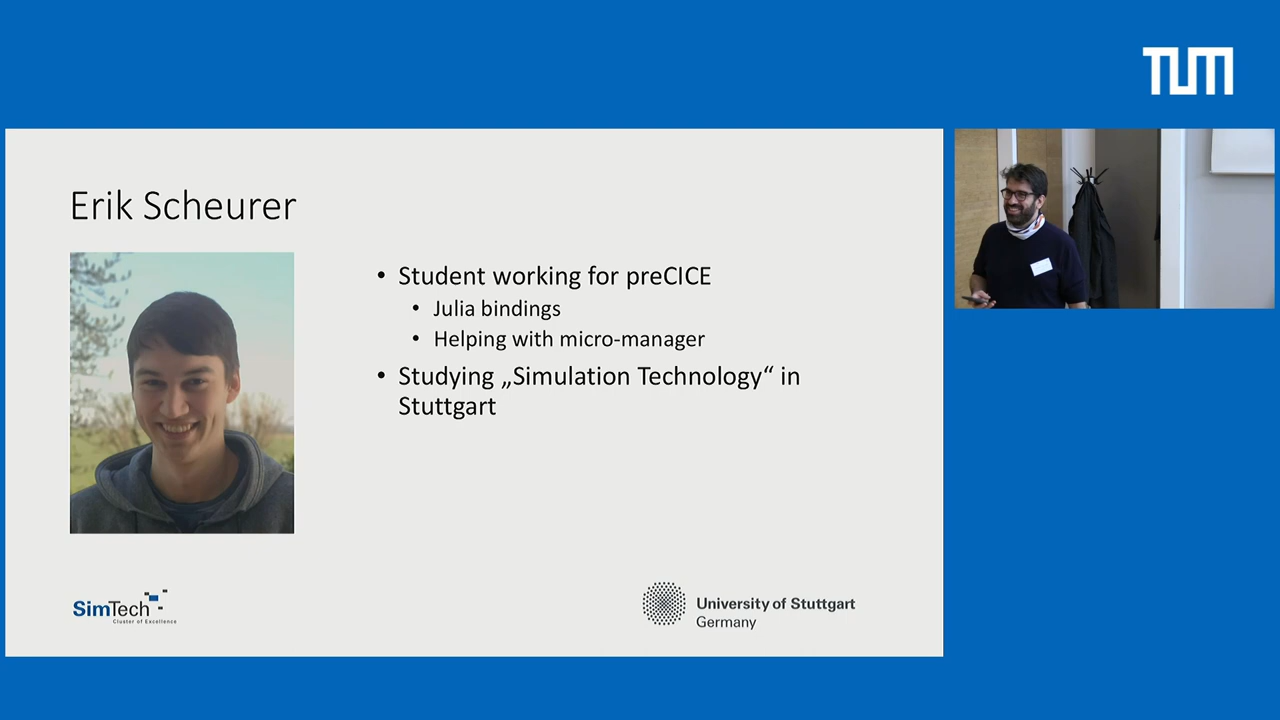 TUM
Erik Scheurer
• Student working for preCICE
• Julia bindings
• Helping with micro-manager
• Studying „Simulation Technology“ in
Stuttgart
SimTech
Cluster of Excellence
University of Stuttgart
Germany